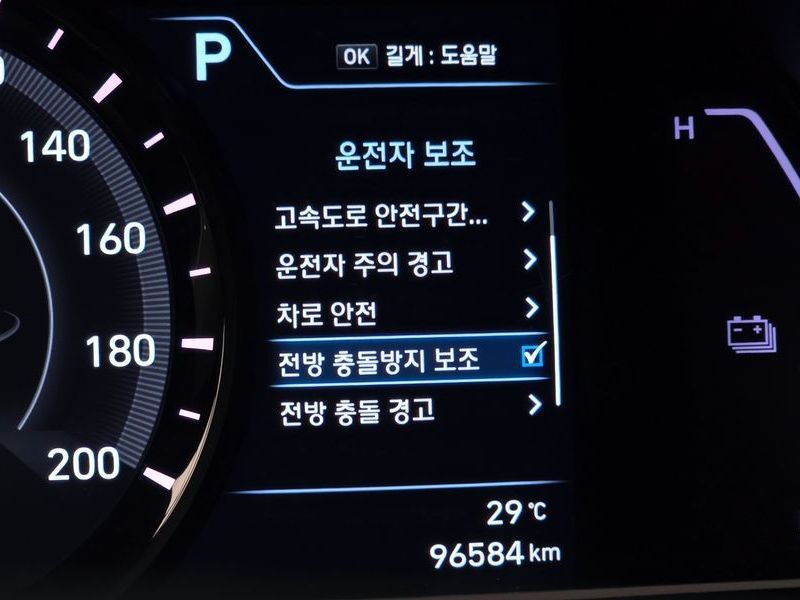 P
OK 길게 : 도움말
H
운전자 보조
고속도로 안전구간...
운전자 주의 경고
차로 안전
전방 충돌방지 보조
전방 충돌 경고
140
160
180
200
29℃
96584 km